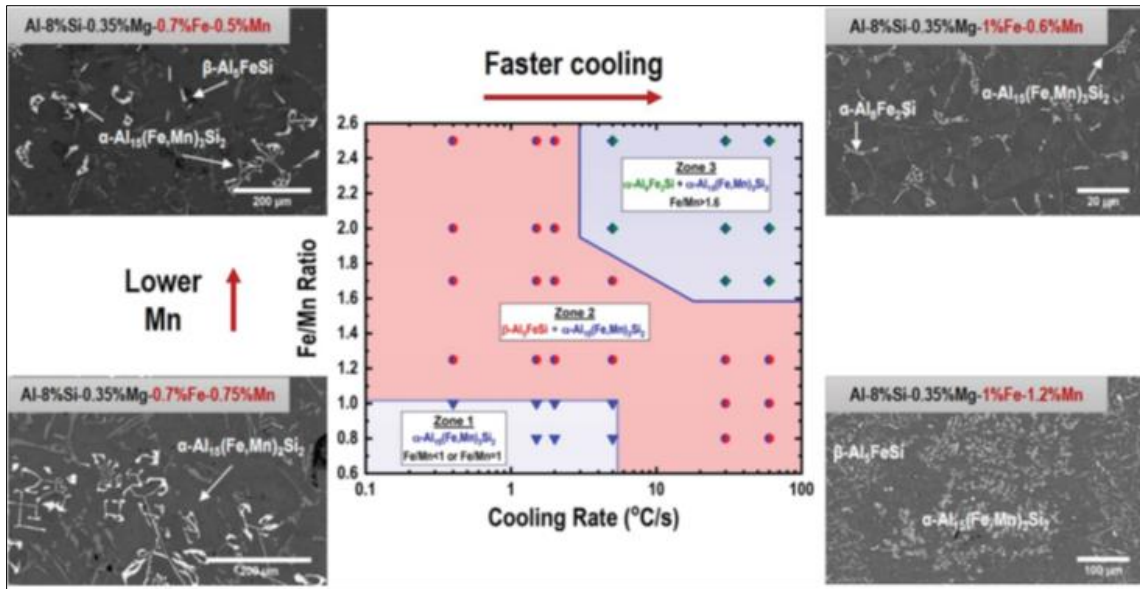 Al-8%Si-0.35%Mg-0.7%Fe-0.5%Mn
β-Al₅FeSi
α-Al₁₅(Fe,Mn)₃Si₂
200 μm
Faster cooling
Al-8%Si-0.35%Mg-1%Fe-0.6%Mn
α-Al₁₅(Fe,Mn)₃Si₂
α-Al₈Fe₂Si
20 μm
Lower
Mn
Fe/Mn Ratio
2.6
2.4
2.2
2.0
1.8
1.6
1.4
1.2
1.0
0.8
0.6
Zone 3
α-Al₈Fe₂Si + α-Al₁₅(Fe,Mn)₃Si₂
Fe/Mn>1.6
Zone 2
β-Al₅FeSi + α-Al₁₅(Fe,Mn)₃Si₂
Zone 1
α-Al₁₅(Fe,Mn)₃Si₂
Fe/Mn<1 or Fe/Mn=1
0.1
1
10
100
Cooling Rate (°C/s)
Al-8%Si-0.35%Mg-0.7%Fe-0.75%Mn
α-Al₁₅(Fe,Mn)₃Si₂
200 μm
Al-8%Si-0.35%Mg-1%Fe-1.2%Mn
β-Al₅FeSi
α-Al₁₅(Fe,Mn)₃Si₂
100 μm